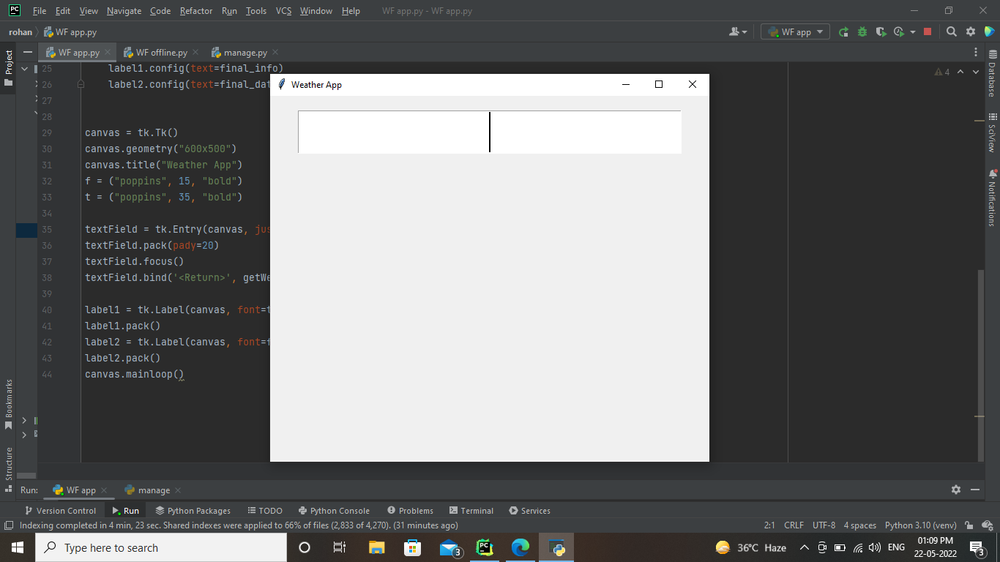 PC File Edit View Navigate Code Refactor Run Tools VCS Window Help WF app.py - WF app.py
rohan WF app.py WF app
Project WF app.py WF offline.py manage.py Database
25 label1.config(text=final_info)
26 label2.config(text=final_dat
4
27
28
29 canvas = tk.Tk()
30 canvas.geometry("600x500")
31 canvas.title("Weather App")
32 f = ("poppins", 15, "bold")
33 t = ("poppins", 35, "bold")
34
35 textField = tk.Entry(canvas, jus
36 textField.pack(pady=20)
37 textField.focus()
38 textField.bind('<Return>', getWe
39
40 label1 = tk.Label(canvas, font=t
41 label1.pack()
42 label2 = tk.Label(canvas, font=f
43 label2.pack()
44 canvas.mainloop()
Weather App
SciView
Notifications
Bookmarks
Structure
Run: WF app manage
Version Control Run Python Packages TODO Python Console Problems Terminal Services
Indexing completed in 4 min, 23 sec. Shared indexes were applied to 66% of files (2,833 of 4,270). (31 minutes ago) 2:1 CRLF UTF-8 4 spaces Python 3.10 (venv)
Type here to search 3 PC 36°C Haze ENG 01:09 PM
22-05-2022 3